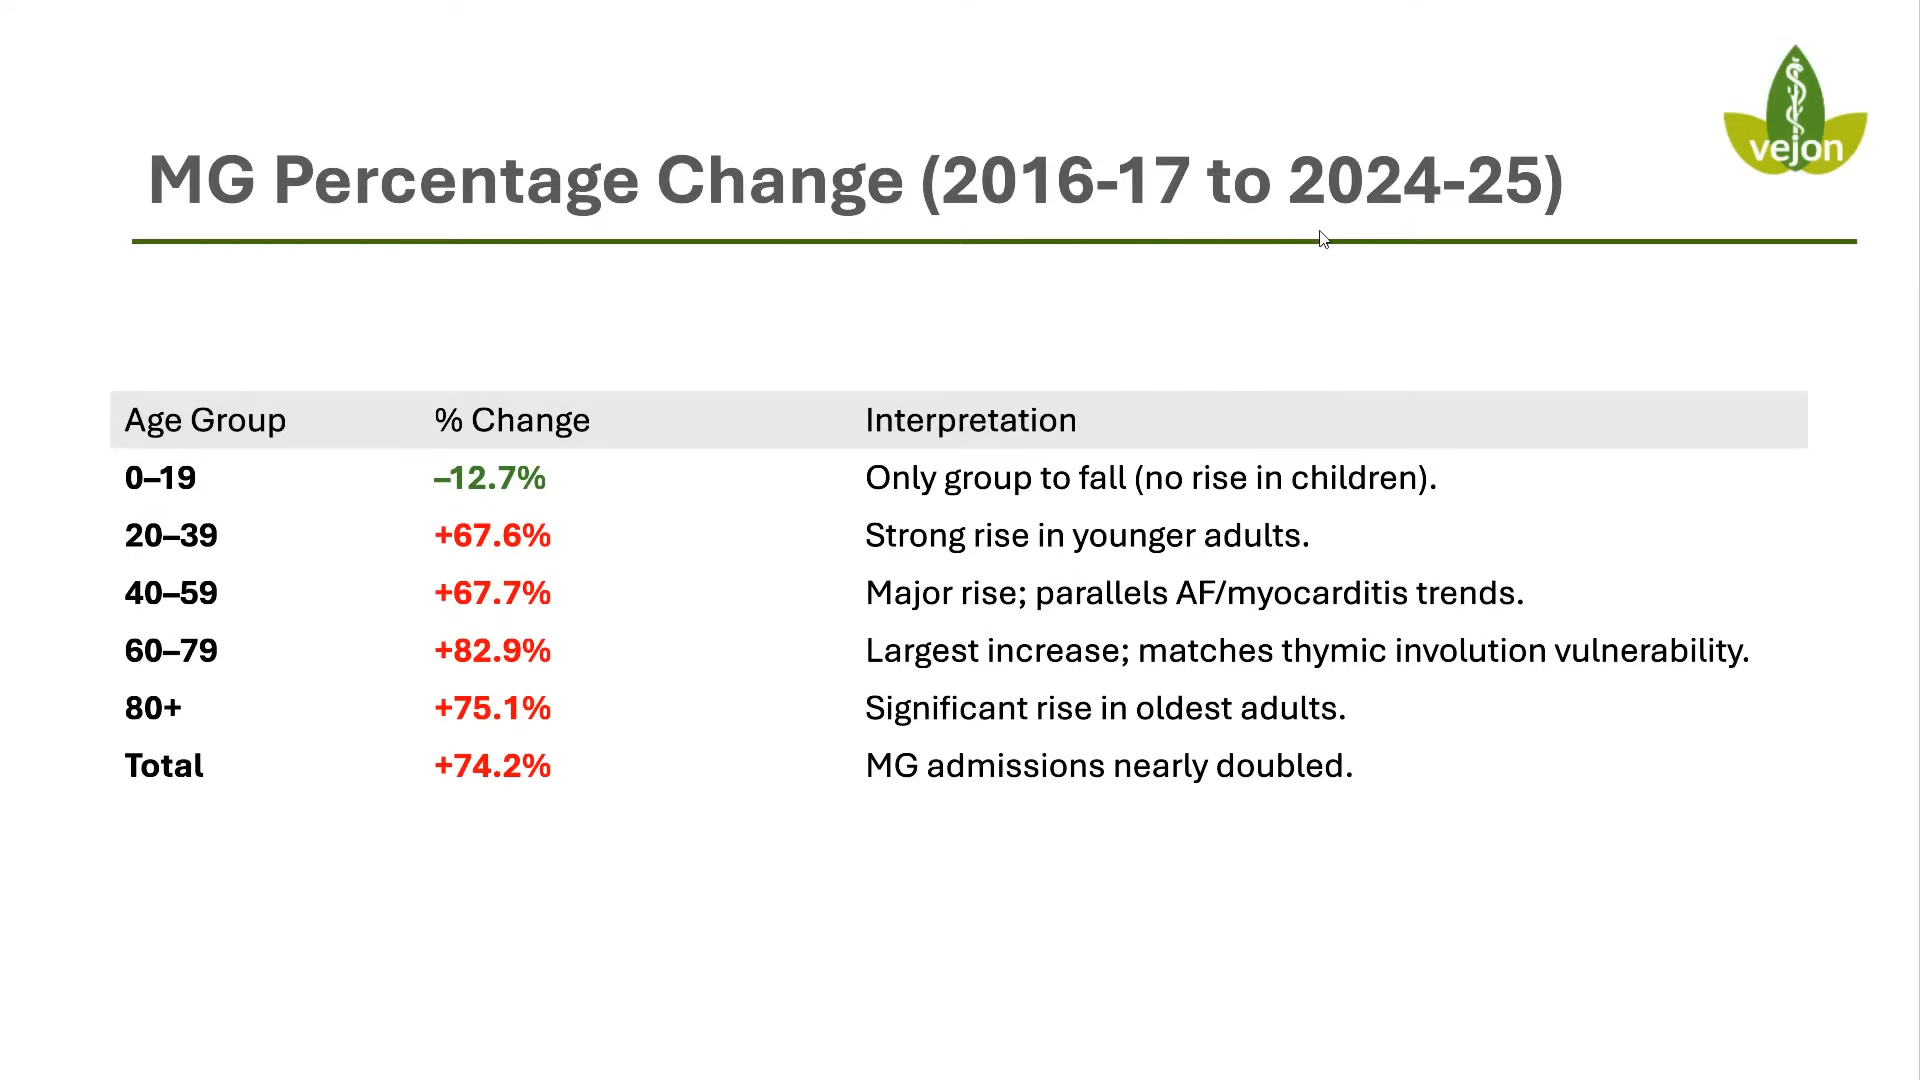 vejon
MG Percentage Change (2016-17 to 2024-25)
Age Group % Change Interpretation
0–19 –12.7% Only group to fall (no rise in children).
20–39 +67.6% Strong rise in younger adults.
40–59 +67.7% Major rise; parallels AF/myocarditis trends.
60–79 +82.9% Largest increase; matches thymic involution vulnerability.
80+ +75.1% Significant rise in oldest adults.
Total +74.2% MG admissions nearly doubled.